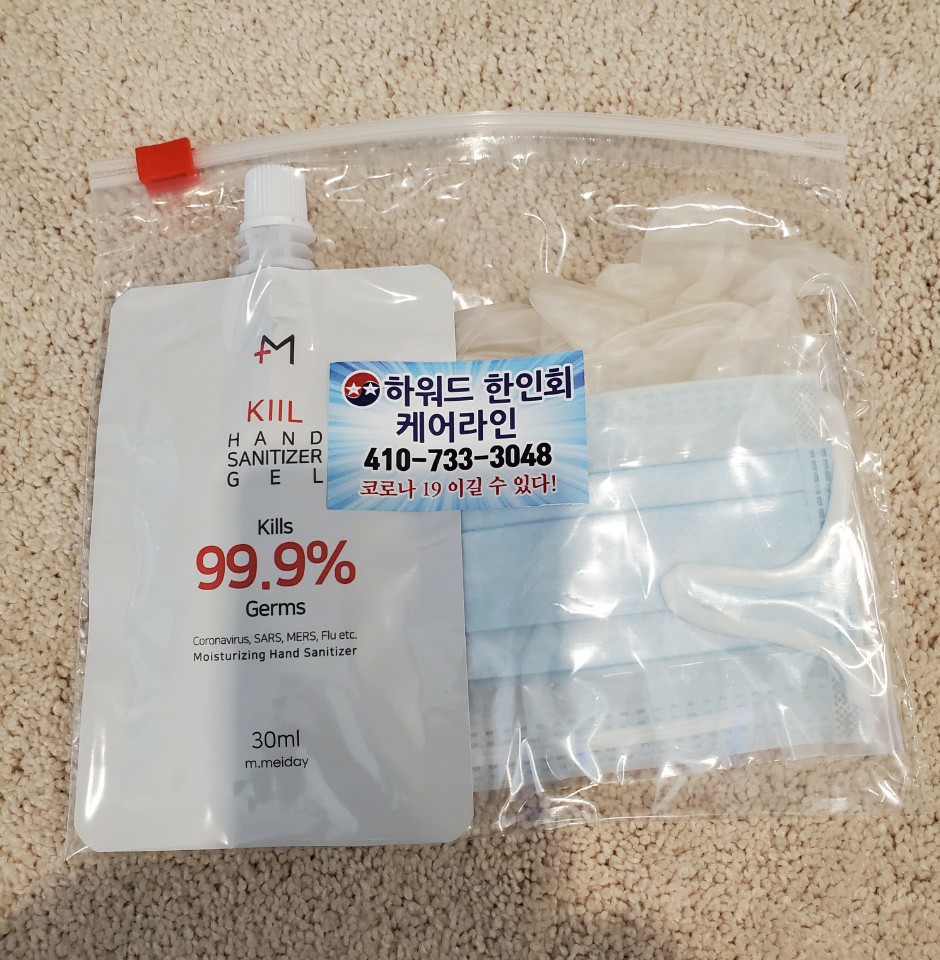 +M
KIIL
HAND
SANITIZER
GEL
Kills
99.9%
Germs
Coronavirus, SARS, MERS, Flu etc.
Moisturizing Hand Sanitizer
30ml
m.meiday
하워드 한인회
케어라인
410-733-3048
코로나 19 이길 수 있다!